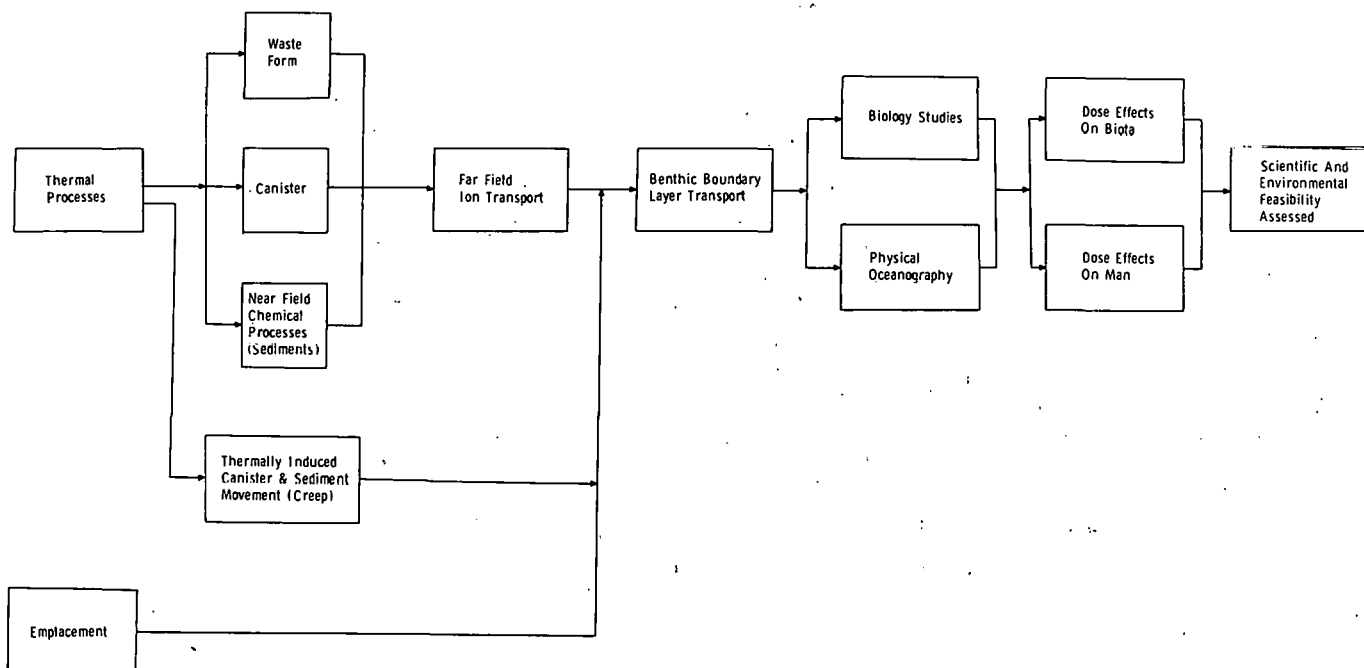 Waste
Form
Thermal
Processes
Canister
Near Field
Chemical
Processes
(Sediments)
Thermally Induced
Canister & Sediment
Movement (Creep)
Emplacement
Far Field
Ion Transport
Benthic Boundary
Layer Transport
Biology Studies
Physical
Oceanography
Dose Effects
On Biota
Dose Effects
On Man
Scientific And
Environmental
Feasibility
Assessed